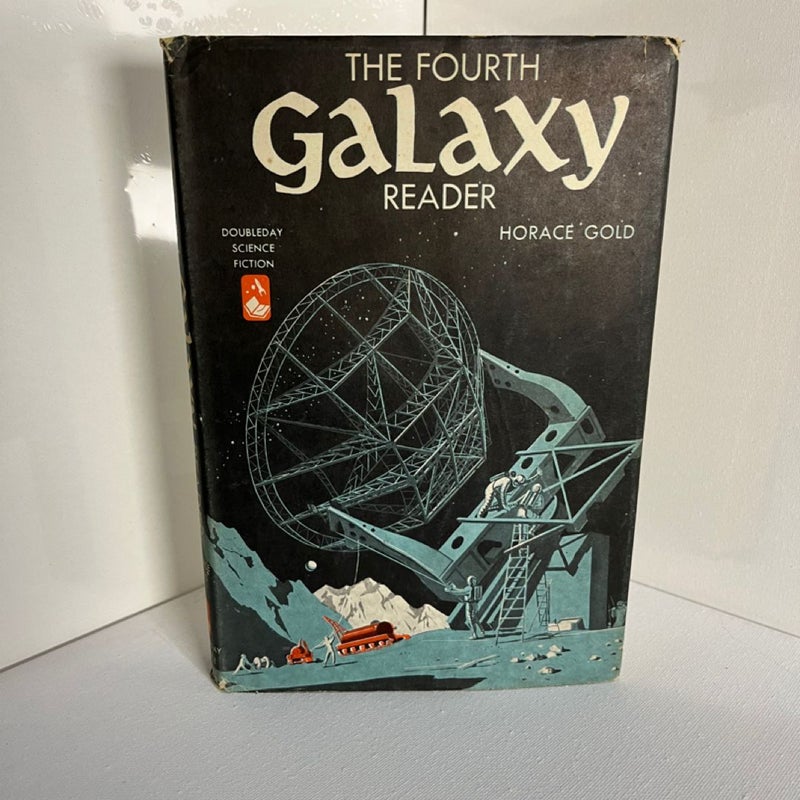 THE FOURTH
Galaxy
READER
DOUBLEDAY
SCIENCE
FICTION
HORACE GOLD